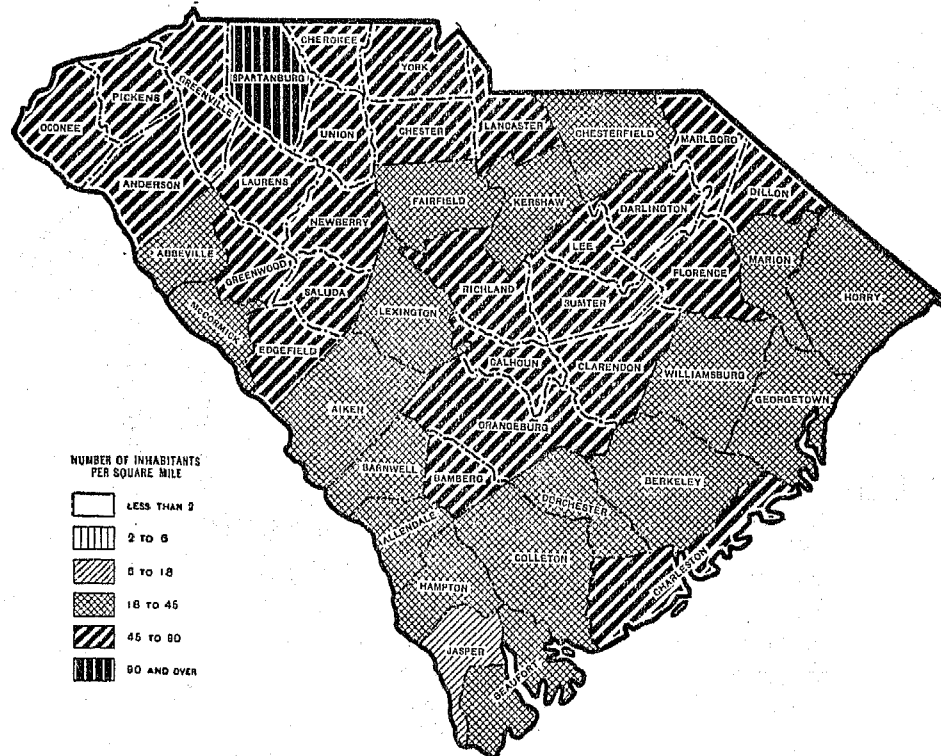 CHEROKEE
YORK
SPARTANBURG
GREENVILLE
PICKENS
OCONEE
UNION
CHESTER
LANCASTER
CHESTERFIELD
MARLBORO
ANDERSON
LAURENS
DILLON
NEWBERRY
FAIRFIELD
KERSHAW
DARLINGTON
LEE
ABBEVILLE
MARION
GREENWOOD
SALUDA
RICHLAND
SUMTER
FLORENCE
HORRY
McCORMICK
LEXINGTON
EDGEFIELD
CALHOUN
CLARENDON
WILLIAMSBURG
AIKEN
GEORGETOWN
ORANGEBURG
BARNWELL
BAMBERG
BERKELEY
DORCHESTER
ALLENDALE
COLLETON
HAMPTON
CHARLESTON
JASPER
BEAUFORT
NUMBER OF INHABITANTS
PER SQUARE MILE
LESS THAN 2
2 TO 6
6 TO 18
18 TO 45
45 TO 90
90 AND OVER